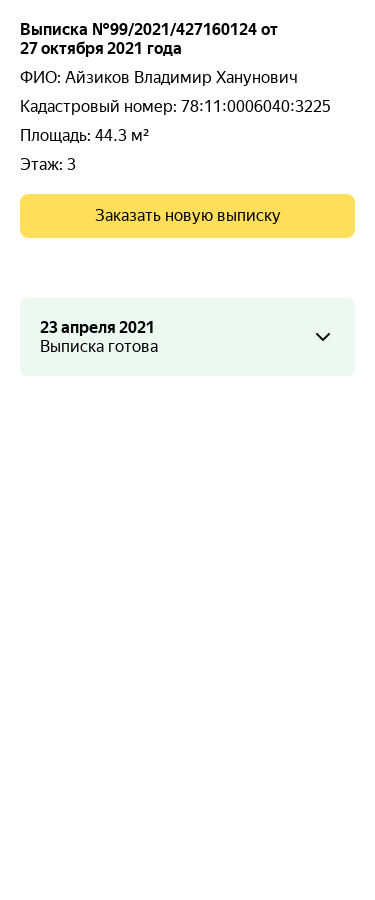 Выписка №99/2021/427160124 от
27 октября 2021 года
ФИО: Айзиков Владимир Ханунович
Кадастровый номер: 78:11:0006040:3225
Площадь: 44.3 м²
Этаж: 3
Заказать новую выписку
23 апреля 2021
Выписка готова